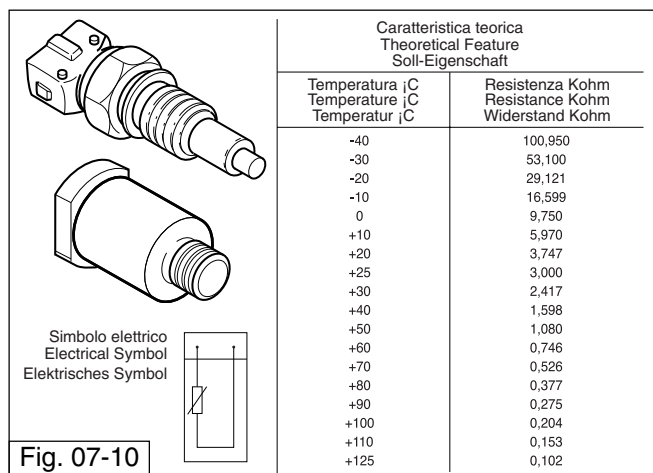 Caratteristica teorica
Theoretical Feature
Soll-Eigenschaft
Temperatura ¡C Resistenza Kohm
Temperature ¡C Resistance Kohm
Temperatur ¡C Widerstand Kohm
-40 100,950
-30 53,100
-20 29,121
-10 16,599
0 9,750
+10 5,970
+20 3,747
+25 3,000
+30 2,417
+40 1,598
+50 1,080
+60 0,746
+70 0,526
+80 0,377
+90 0,275
+100 0,204
+110 0,153
+125 0,102
Simbolo elettrico
Electrical Symbol
Elektrisches Symbol
Fig. 07-10